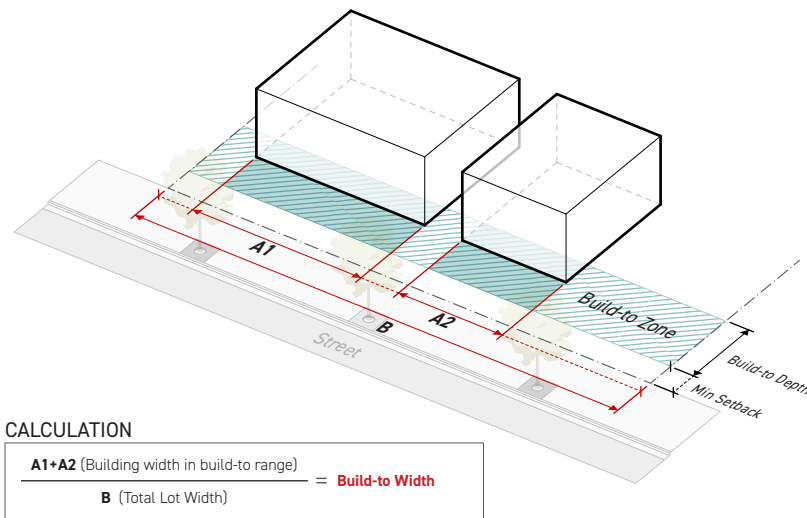 A1
A2
B
Street
Build-to Zone
Build-to Depth
Min Setback
CALCULATION
A1+A2 (Building width in build-to range)
B (Total Lot Width)
= Build-to Width